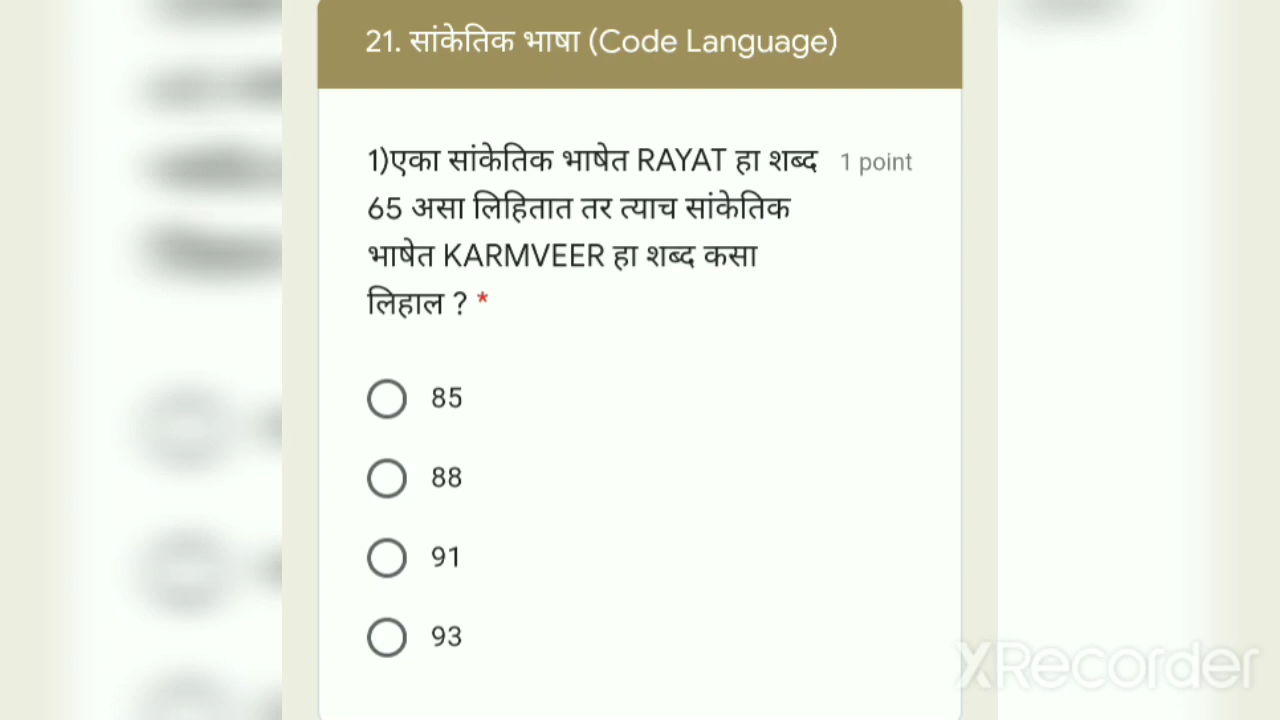 21. सांकेतिक भाषा (Code Language)
1)एका सांकेतिक भाषेत RAYAT हा शब्द 1 point
65 असा लिहितात तर त्याच सांकेतिक
भाषेत KARMVEER हा शब्द कसा
लिहाल ? *
85
88
91
93
XRecorder